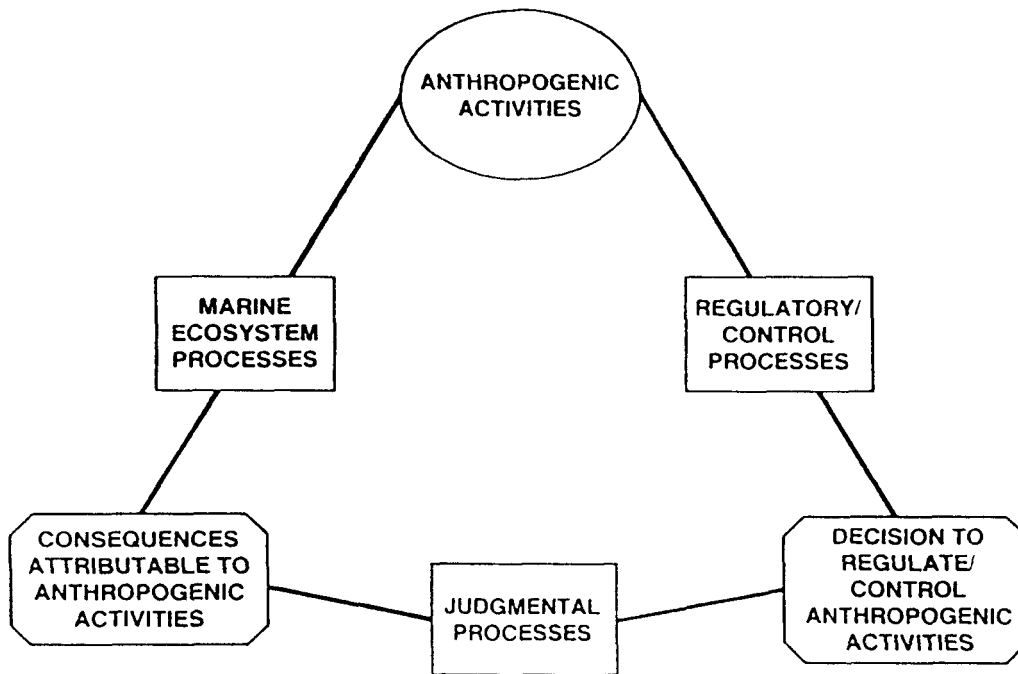 ANTHROPOGENIC
ACTIVITIES
MARINE
ECOSYSTEM
PROCESSES
REGULATORY/
CONTROL
PROCESSES
CONSEQUENCES
ATTRIBUTABLE TO
ANTHROPOGENIC
ACTIVITIES
JUDGMENTAL
PROCESSES
DECISION TO
REGULATE/
CONTROL
ANTHROPOGENIC
ACTIVITIES